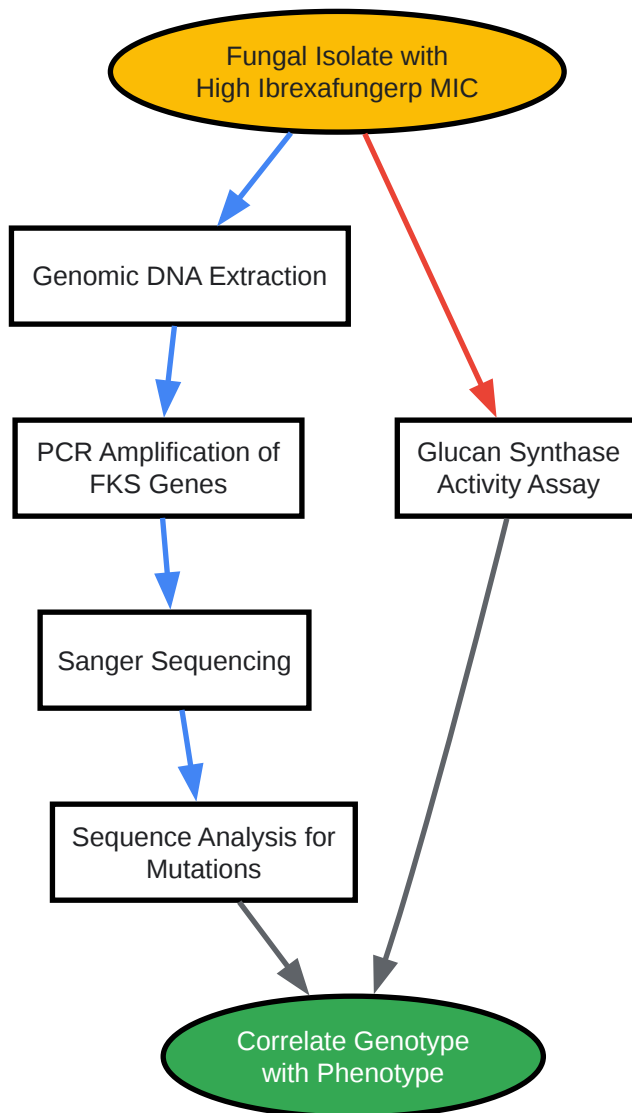 Fungal Isolate with
High Ibrexafungerp MIC
Genomic DNA Extraction
PCR Amplification of
FKS Genes
Glucan Synthase
Activity Assay
Sanger Sequencing
Sequence Analysis for
Mutations
Correlate Genotype
with Phenotype